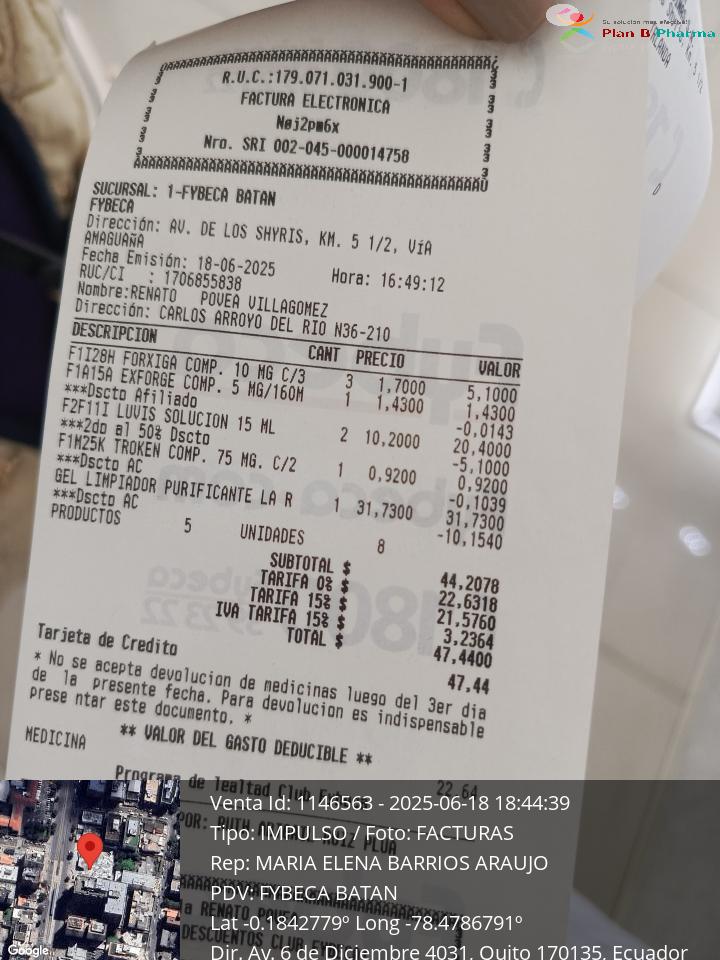 Su solucion mas efectiva!!
Plan B Pharma
R.U.C.:179.071.031.900-1
FACTURA ELECTRONICA
Nøj2pm6x
Nro. SRI 002-045-000014758
SUCURSAL: 1-FYBECA BATAN
FYBECA
Dirección: AV. DE LOS SHYRIS, KM. 5 1/2, VíA
AMAGUAÑA
Fecha Emisión: 18-06-2025 Hora: 16:49:12
RUC/CI : 1706855838
Nombre:RENATO POVEA VILLAGOMEZ
Dirección: CARLOS ARROYO DEL RIO N36-210
DESCRIPCION CANT PRECIO VALOR
F1I28H FORXIGA COMP. 10 MG C/3 3 1,7000 5,1000
F1A15A EXFORGE COMP. 5 MG/160M 1 1,4300 1,4300
***Dscto Afiliado -0,0143
F2F11I LUVIS SOLUCION 15 ML 2 10,2000 20,4000
***2do al 50% Dscto -5,1000
F1M25K TROKEN COMP. 75 MG. C/2 1 0,9200 0,9200
***Dscto AC -0,1039
GEL LIMPIADOR PURIFICANTE LA R 1 31,7300 31,7300
***Dscto AC -10,1540
PRODUCTOS 5 UNIDADES 8
SUBTOTAL $ 44,2078
TARIFA 0% $ 22,6318
TARIFA 15% $ 21,5760
IVA TARIFA 15% $ 3,2364
TOTAL $ 47,4400
Tarjeta de Credito 47,44
* No se acepta devolucion de medicinas luego del 3er dia
de la presente fecha. Para devolucion es indispensable
prese ntar este documento. *
** VALOR DEL GASTO DEDUCIBLE **
MEDICINA 22,64
Programa de lealtad Club
POR: RUTH
Venta Id: 1146563 - 2025-06-18 18:44:39
Tipo: IMPULSO / Foto: FACTURAS
Rep: MARIA ELENA BARRIOS ARAUJO
PDV: FYBECA BATAN
Lat -0.1842779º Long -78.4786791º
Dir. Av. 6 de Diciembre 4031, Quito 170135, Ecuador
RENATO POVEA
DESCUENTOS CLUB
Google